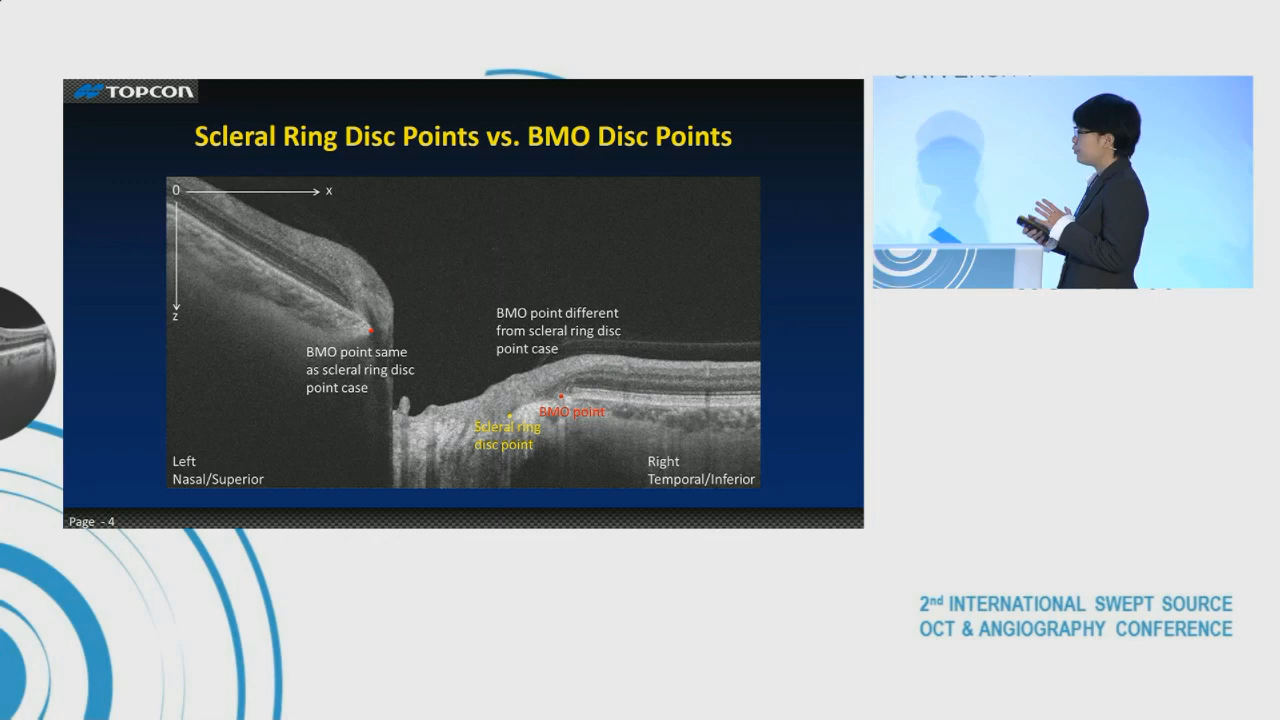 TOPCON
Scleral Ring Disc Points vs. BMO Disc Points
0
x
z
BMO point same
as scleral ring disc
point case
BMO point different
from scleral ring disc
point case
BMO point
Scleral ring
disc point
Left
Nasal/Superior
Right
Temporal/Inferior
Page - 4
2nd INTERNATIONAL SWEPT SOURCE
OCT & ANGIOGRAPHY CONFERENCE